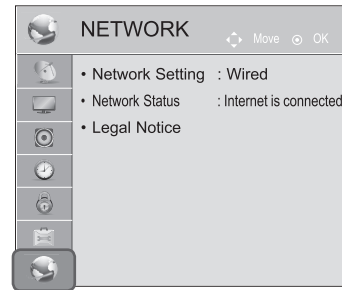 NETWORK Move OK
• Network Setting : Wired
• Network Status : Internet is connected
• Legal Notice